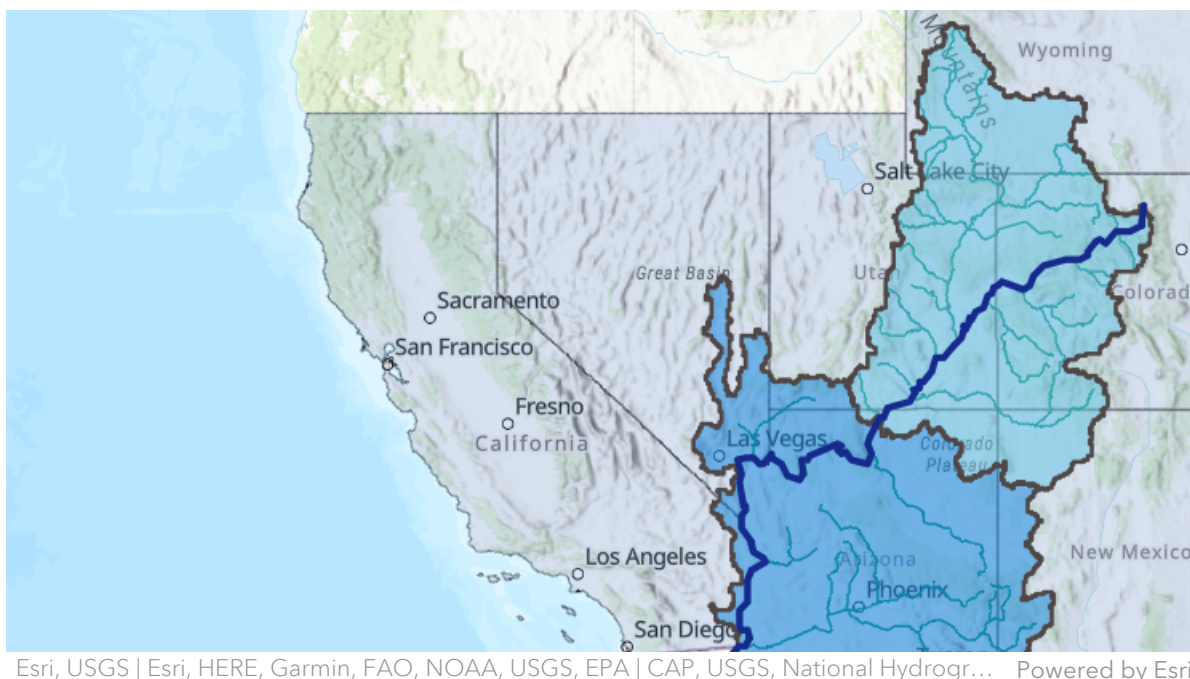 Mountains
Wyoming
Salt Lake City
Great Basin
Utah
Colorad
Sacramento
San Francisco
Fresno
California
Las Vegas
Colorado
Plateau
Los Angeles
Arizona
New Mexico
Phoenix
San Diego
Esri, USGS | Esri, HERE, Garmin, FAO, NOAA, USGS, EPA | CAP, USGS, National Hydrogr... Powered by Esri